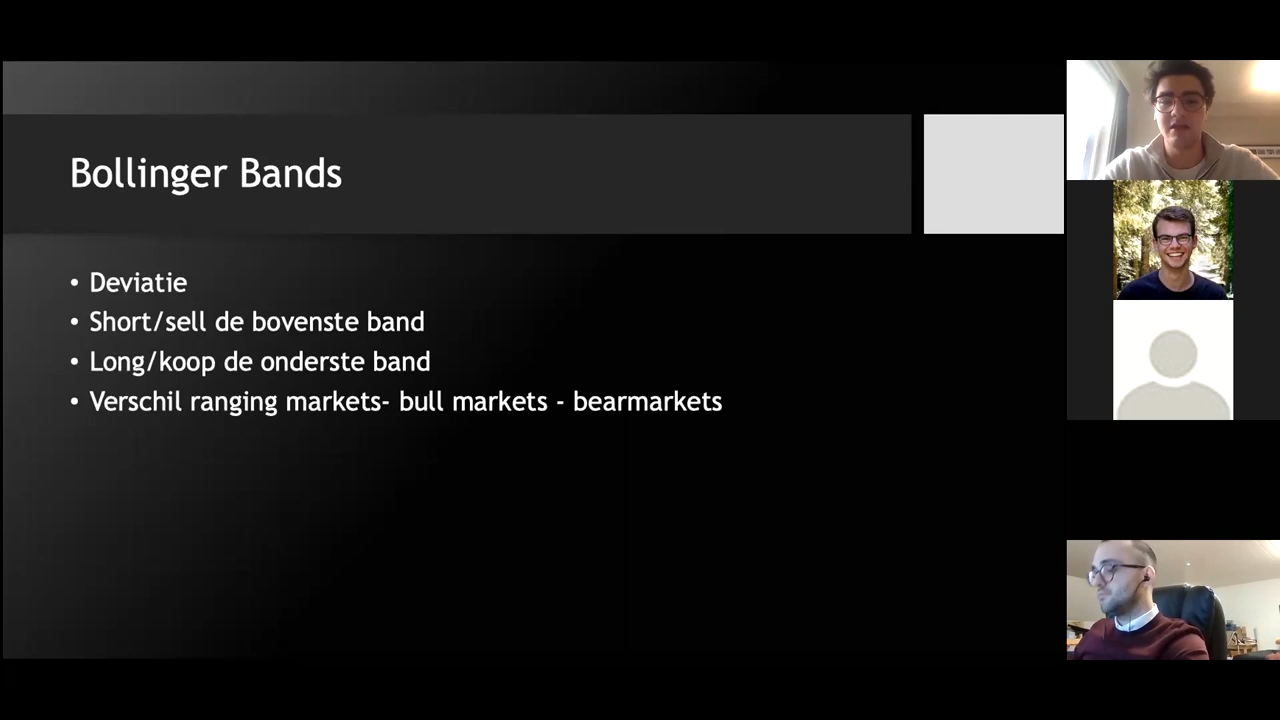 Bollinger Bands
• Deviatie
• Short/sell de bovenste band
• Long/koop de onderste band
• Verschil ranging markets- bull markets - bearmarkets